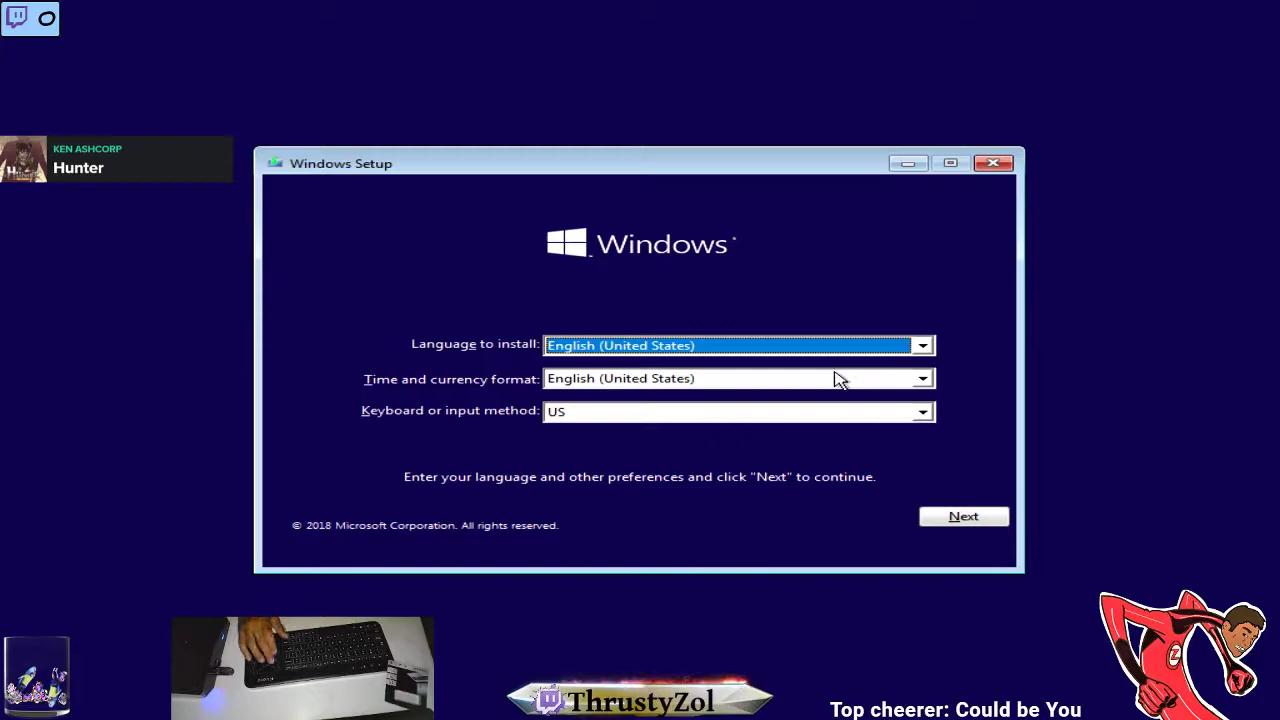 0
KEN ASHCORP
Hunter
Windows Setup
Windows
Language to install: English (United States)
Time and currency format: English (United States)
Keyboard or input method: US
Enter your language and other preferences and click "Next" to continue.
© 2018 Microsoft Corporation. All rights reserved.
Next
ThrustyZol
Z
Top cheerer: Could be You